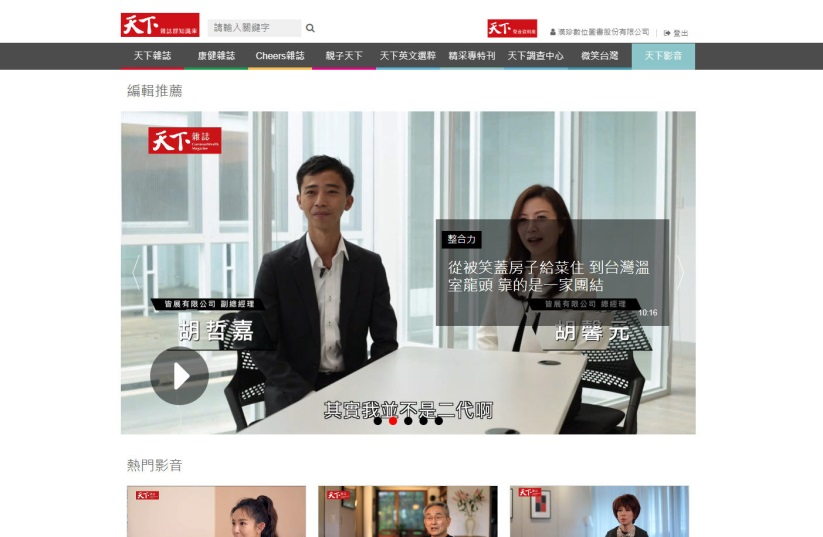 天下 雜誌群知識庫
請輸入關鍵字
天下
漢珍數位圖書股份有限公司 | 登出
天下雜誌 康健雜誌 Cheers雜誌 親子天下 天下英文選粹 精采專特刊 天下調查中心 微笑台灣 天下影音
編輯推薦
天下雜誌
CommonWealth
Magazine
整合力
從被笑蓋房子給菜住 到台灣溫
室龍頭 靠的是一家團結
10:16
皆展有限公司 副總經理
胡哲嘉
皆展有限公司 總經理
胡馨元
其實我並不是二代啊
熱門影音
天下
天下
天下